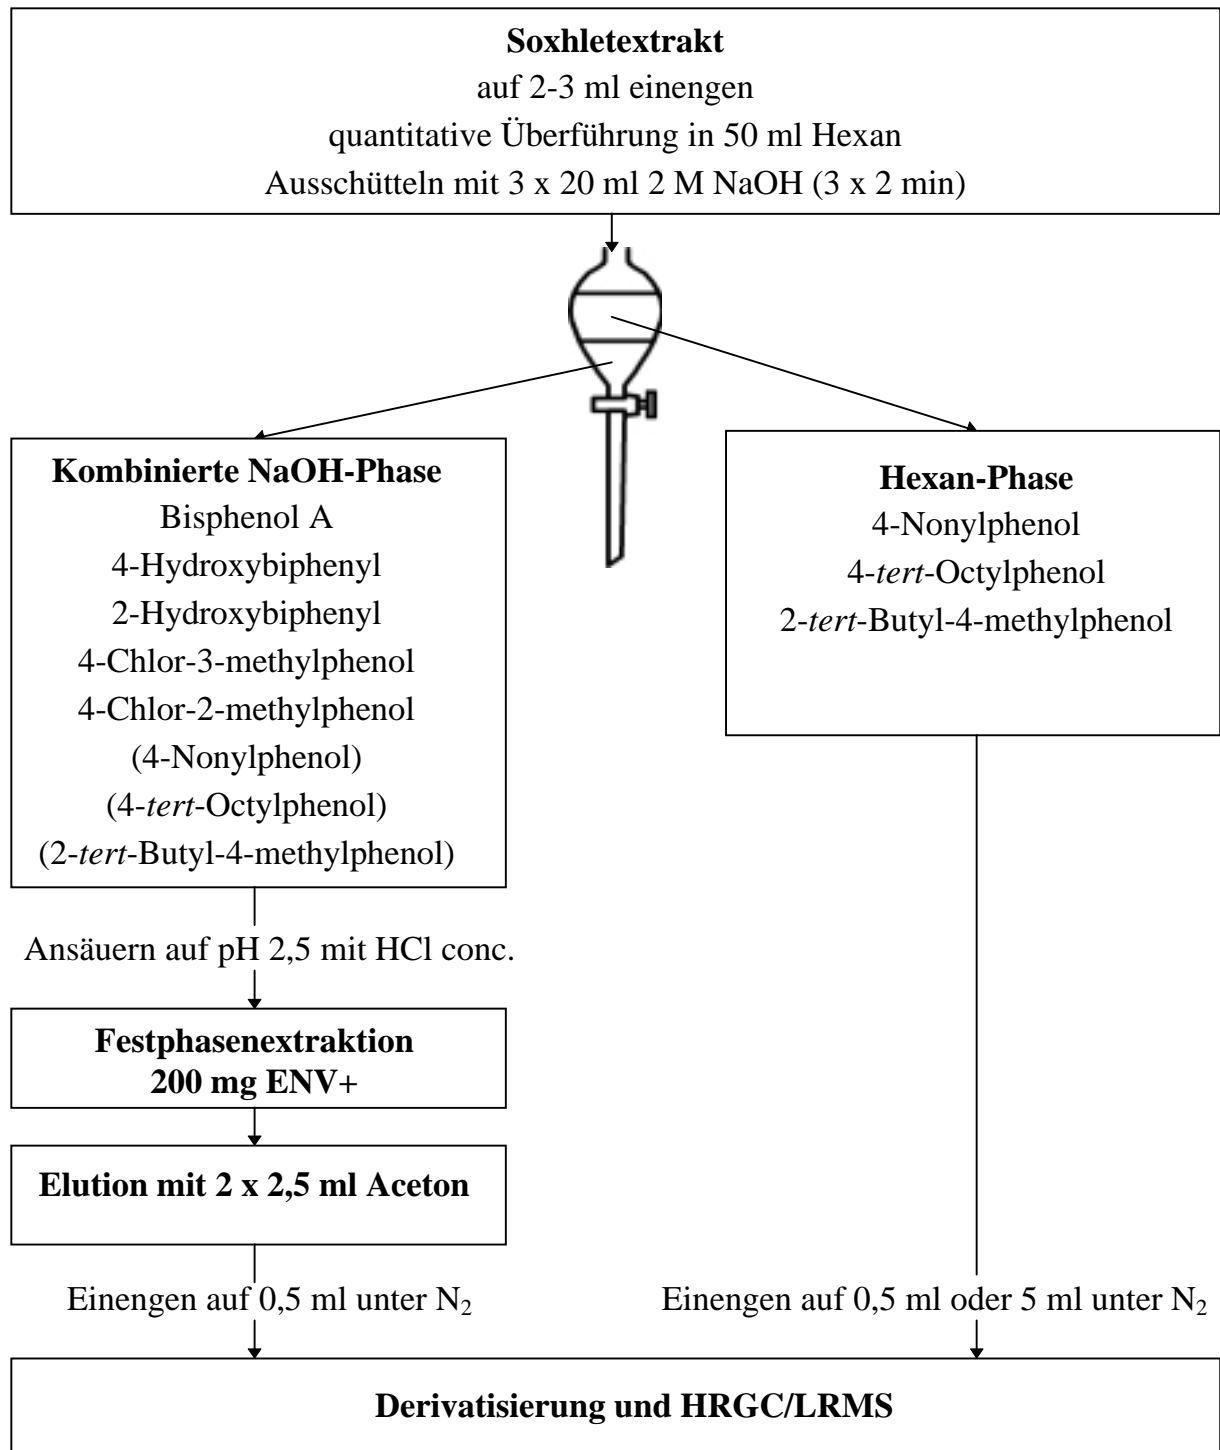 Soxhletextrakt
auf 2-3 ml einengen
quantitative Überführung in 50 ml Hexan
Ausschütteln mit 3 x 20 ml 2 M NaOH (3 x 2 min)
Kombinierte NaOH-Phase
Bisphenol A
4-Hydroxybiphenyl
2-Hydroxybiphenyl
4-Chlor-3-methylphenol
4-Chlor-2-methylphenol
(4-Nonylphenol)
(4-tert-Octylphenol)
(2-tert-Butyl-4-methylphenol)
Hexan-Phase
4-Nonylphenol
4-tert-Octylphenol
2-tert-Butyl-4-methylphenol
Ansäuern auf pH 2,5 mit HCl conc.
Festphasenextraktion
200 mg ENV+
Elution mit 2 x 2,5 ml Aceton
Einengen auf 0,5 ml unter N₂
Einengen auf 0,5 ml oder 5 ml unter N₂
Derivatisierung und HRGC/LRMS